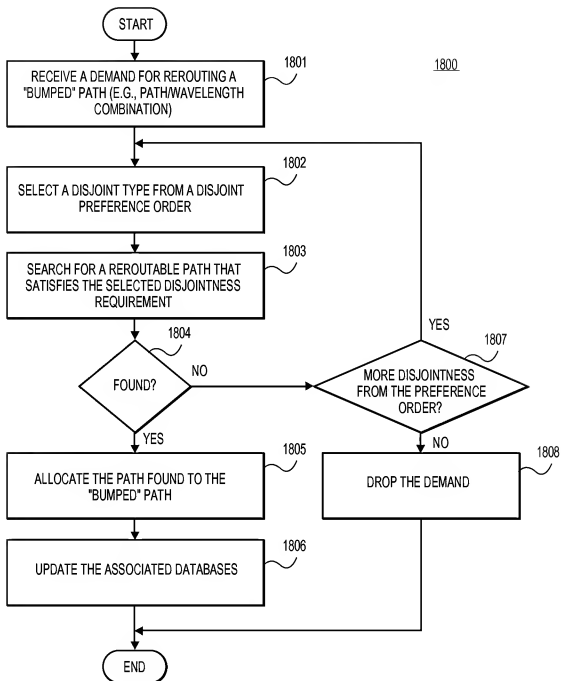 START
1801
1800
RECEIVE A DEMAND FOR REROUTING A
"BUMPED" PATH (E.G., PATH/WAVELENGTH
COMBINATION)
1802
SELECT A DISJOINT TYPE FROM A DISJOINT
PREFERENCE ORDER
1803
SEARCH FOR A REROUTABLE PATH THAT
SATISFIES THE SELECTED DISJOINTNESS
REQUIREMENT
1804
FOUND?
NO
YES
YES
1807
MORE DISJOINTNESS
FROM THE PREFERENCE
ORDER?
NO
1805
ALLOCATE THE PATH FOUND TO THE
"BUMPED" PATH
1808
DROP THE DEMAND
1806
UPDATE THE ASSOCIATED DATABASES
END